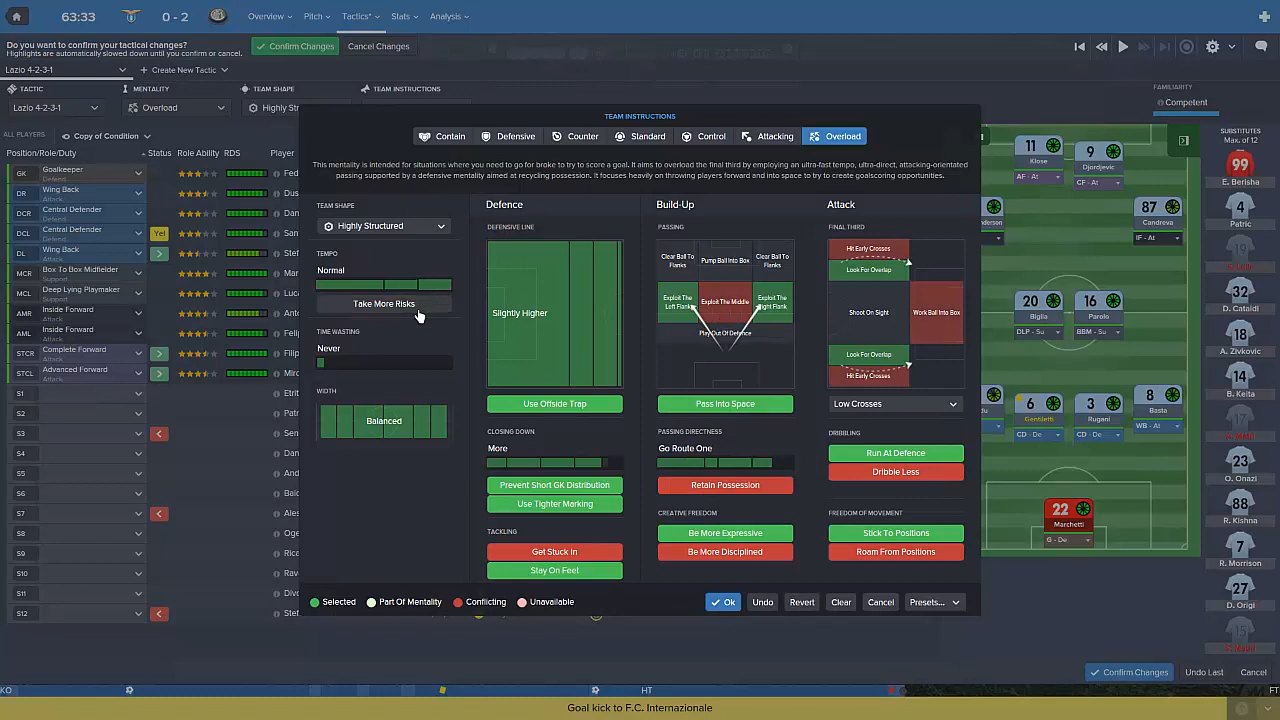 63:33
0 - 2
Overview
Pitch
Tactics*
Stats
Analysis
Do you want to confirm your tactical changes?
Highlights are automatically slowed down until you confirm or cancel.
Confirm Changes
Cancel Changes
Lazio 4-2-3-1
Create New Tactic
TACTIC
MENTALITY
TEAM SHAPE
TEAM INSTRUCTIONS
FAMILIARITY
Lazio 4-2-3-1
Overload
Competent
ALL PLAYERS
Copy of Condition
Position/Role/Duty
Status
Role Ability
RDS
Player
GK Goalkeeper
Defend
DR Wing Back
Attack
DCR Central Defender
Defend
DCL Central Defender
Defend
Yel
DL Wing Back
Attack
MCR Box To Box Midfielder
Support
MCL Deep Lying Playmaker
Support
AMR Inside Forward
Attack
AML Inside Forward
Attack
STCR Complete Forward
Attack
STCL Advanced Forward
Attack
S1
S2
S3
S4
S5
S6
S7
S8
S9
S10
S11
S12
TEAM INSTRUCTIONS
Contain
Defensive
Counter
Standard
Control
Attacking
Overload
This mentality is intended for situations where you need to go for broke to try to score a goal. It aims to overload the final third by employing an ultra-fast tempo, ultra-direct, attacking-orientated
passing supported by a defensive mentality aimed at recycling possession. It focuses heavily on throwing players forward and into space to try to create goalscoring opportunities.
TEAM SHAPE
Highly Structured
TEMPO
Normal
Take More Risks
TIME WASTING
Never
WIDTH
Balanced
Defence
DEFENSIVE LINE
Slightly Higher
Use Offside Trap
CLOSING DOWN
More
Prevent Short GK Distribution
Use Tighter Marking
TACKLING
Get Stuck In
Stay On Feet
Build-Up
PASSING
Clear Ball To Flanks
Pump Ball Into Box
Clear Ball To Flanks
Exploit The Left Flank
Exploit The Middle
Exploit The Right Flank
Play Out Of Defence
Pass Into Space
PASSING DIRECTNESS
Go Route One
Retain Possession
CREATIVE FREEDOM
Be More Expressive
Be More Disciplined
Attack
FINAL THIRD
Hit Early Crosses
Look For Overlap
Shoot On Sight
Work Ball Into Box
Look For Overlap
Hit Early Crosses
Low Crosses
DRIBBLING
Run At Defence
Dribble Less
FREEDOM OF MOVEMENT
Stick To Positions
Roam From Positions
Selected
Part Of Mentality
Conflicting
Unavailable
Ok
Undo
Revert
Clear
Cancel
Presets...
11
Klose
AF - At
9
Djordjevic
CF - At
87
Candreva
IF - At
20
Biglia
DLP - Su
16
Parolo
BBM - Su
6
Gentiletti
CD - De
3
Rugani
CD - De
8
Basta
WB - At
22
Marchetti
G - De
SUBSTITUTES
Max. of 12
99
E. Berisha
4
Patric
32
D. Cataldi
18
A. Zivkovic
14
B. Keita
17
23
O. Onazi
88
R. Kishna
7
R. Morrison
27
D. Origi
15
Confirm Changes
Undo Last
Cancel
KO
HT
FT
Goal kick to F.C. Internazionale